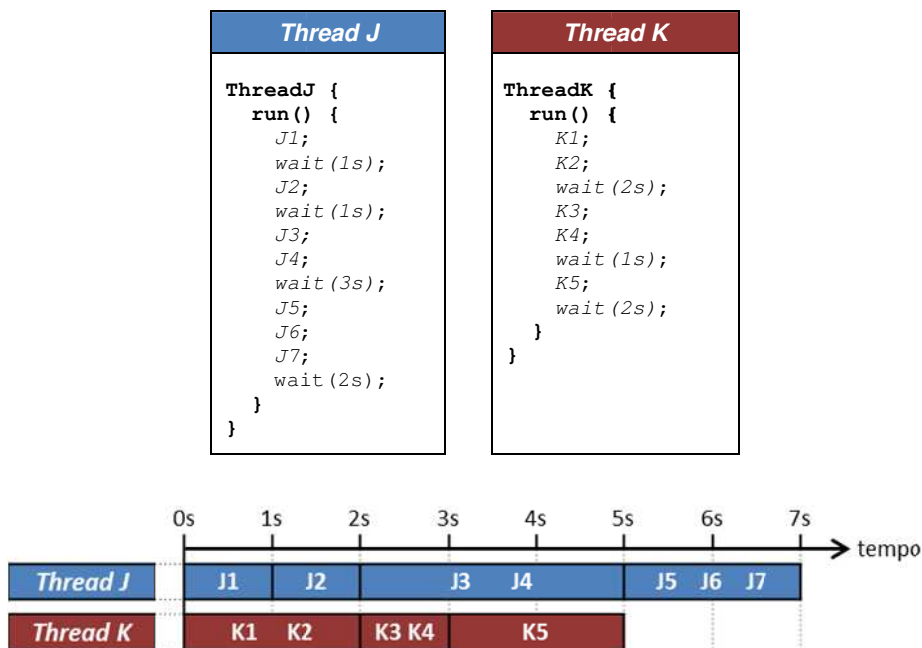 Thread J
ThreadJ {
run() {
J1;
wait(1s);
J2;
wait(1s);
J3;
J4;
wait(3s);
J5;
J6;
J7;
wait(2s);
}
}
Thread K
ThreadK {
run() {
K1;
K2;
wait(2s);
K3;
K4;
wait(1s);
K5;
wait(2s);
}
}
0s 1s 2s 3s 4s 5s 6s 7s
tempo
Thread J J1 J2 J3 J4 J5 J6 J7
Thread K K1 K2 K3 K4 K5